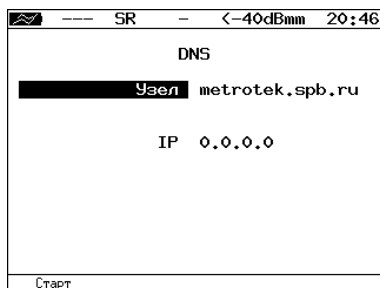 --- SR - <-40dBmm 20:46
DNS
Узел metrotek.spb.ru
IP 0.0.0.0
Старт